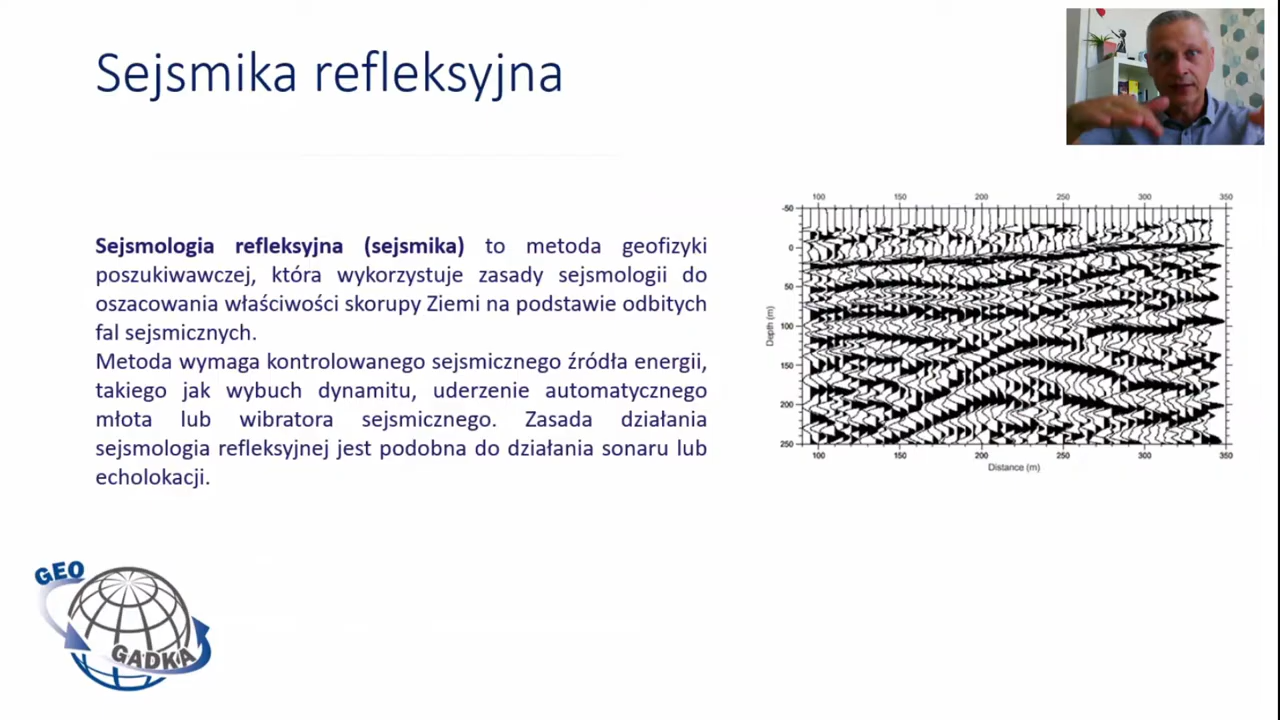 Sejsmika refleksyjna
Sejsmologia refleksyjna (sejsmika) to metoda geofizyki
poszukiwawczej, która wykorzystuje zasady sejsmologii do
oszacowania właściwości skorupy Ziemi na podstawie odbitych
fal sejsmicznych.
Metoda wymaga kontrolowanego sejsmicznego źródła energii,
takiego jak wybuch dynamitu, uderzenie automatycznego
młota lub wibratora sejsmicznego. Zasada działania
sejsmologia refleksyjnej jest podobna do działania sonaru lub
echolokacji.
100 150 200 250 300 350
-50
0
50
100
150
200
250
Depth (m)
100 150 200 250 300 350
Distance (m)
GEO
GADKA